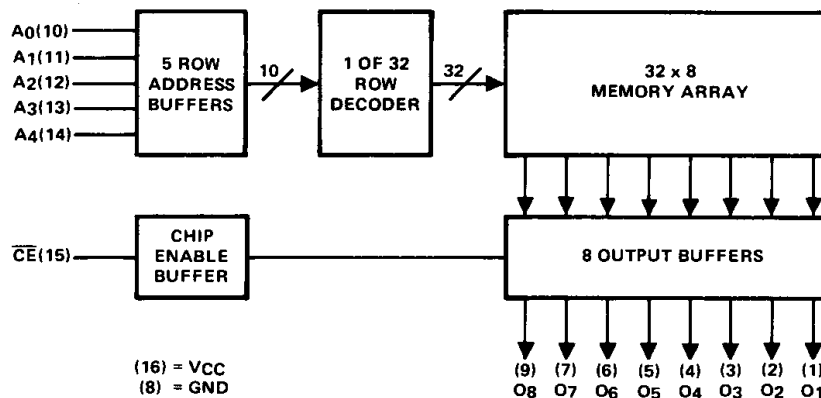 A0(10)
A1(11)
A2(12)
A3(13)
A4(14)
5 ROW
ADDRESS
BUFFERS
10
1 OF 32
ROW
DECODER
32
32 x 8
MEMORY ARRAY
CE(15)
CHIP
ENABLE
BUFFER
8 OUTPUT BUFFERS
(16) = VCC
(8) = GND
(9) (7) (6) (5) (4) (3) (2) (1)
O8 O7 O6 O5 O4 O3 O2 O1